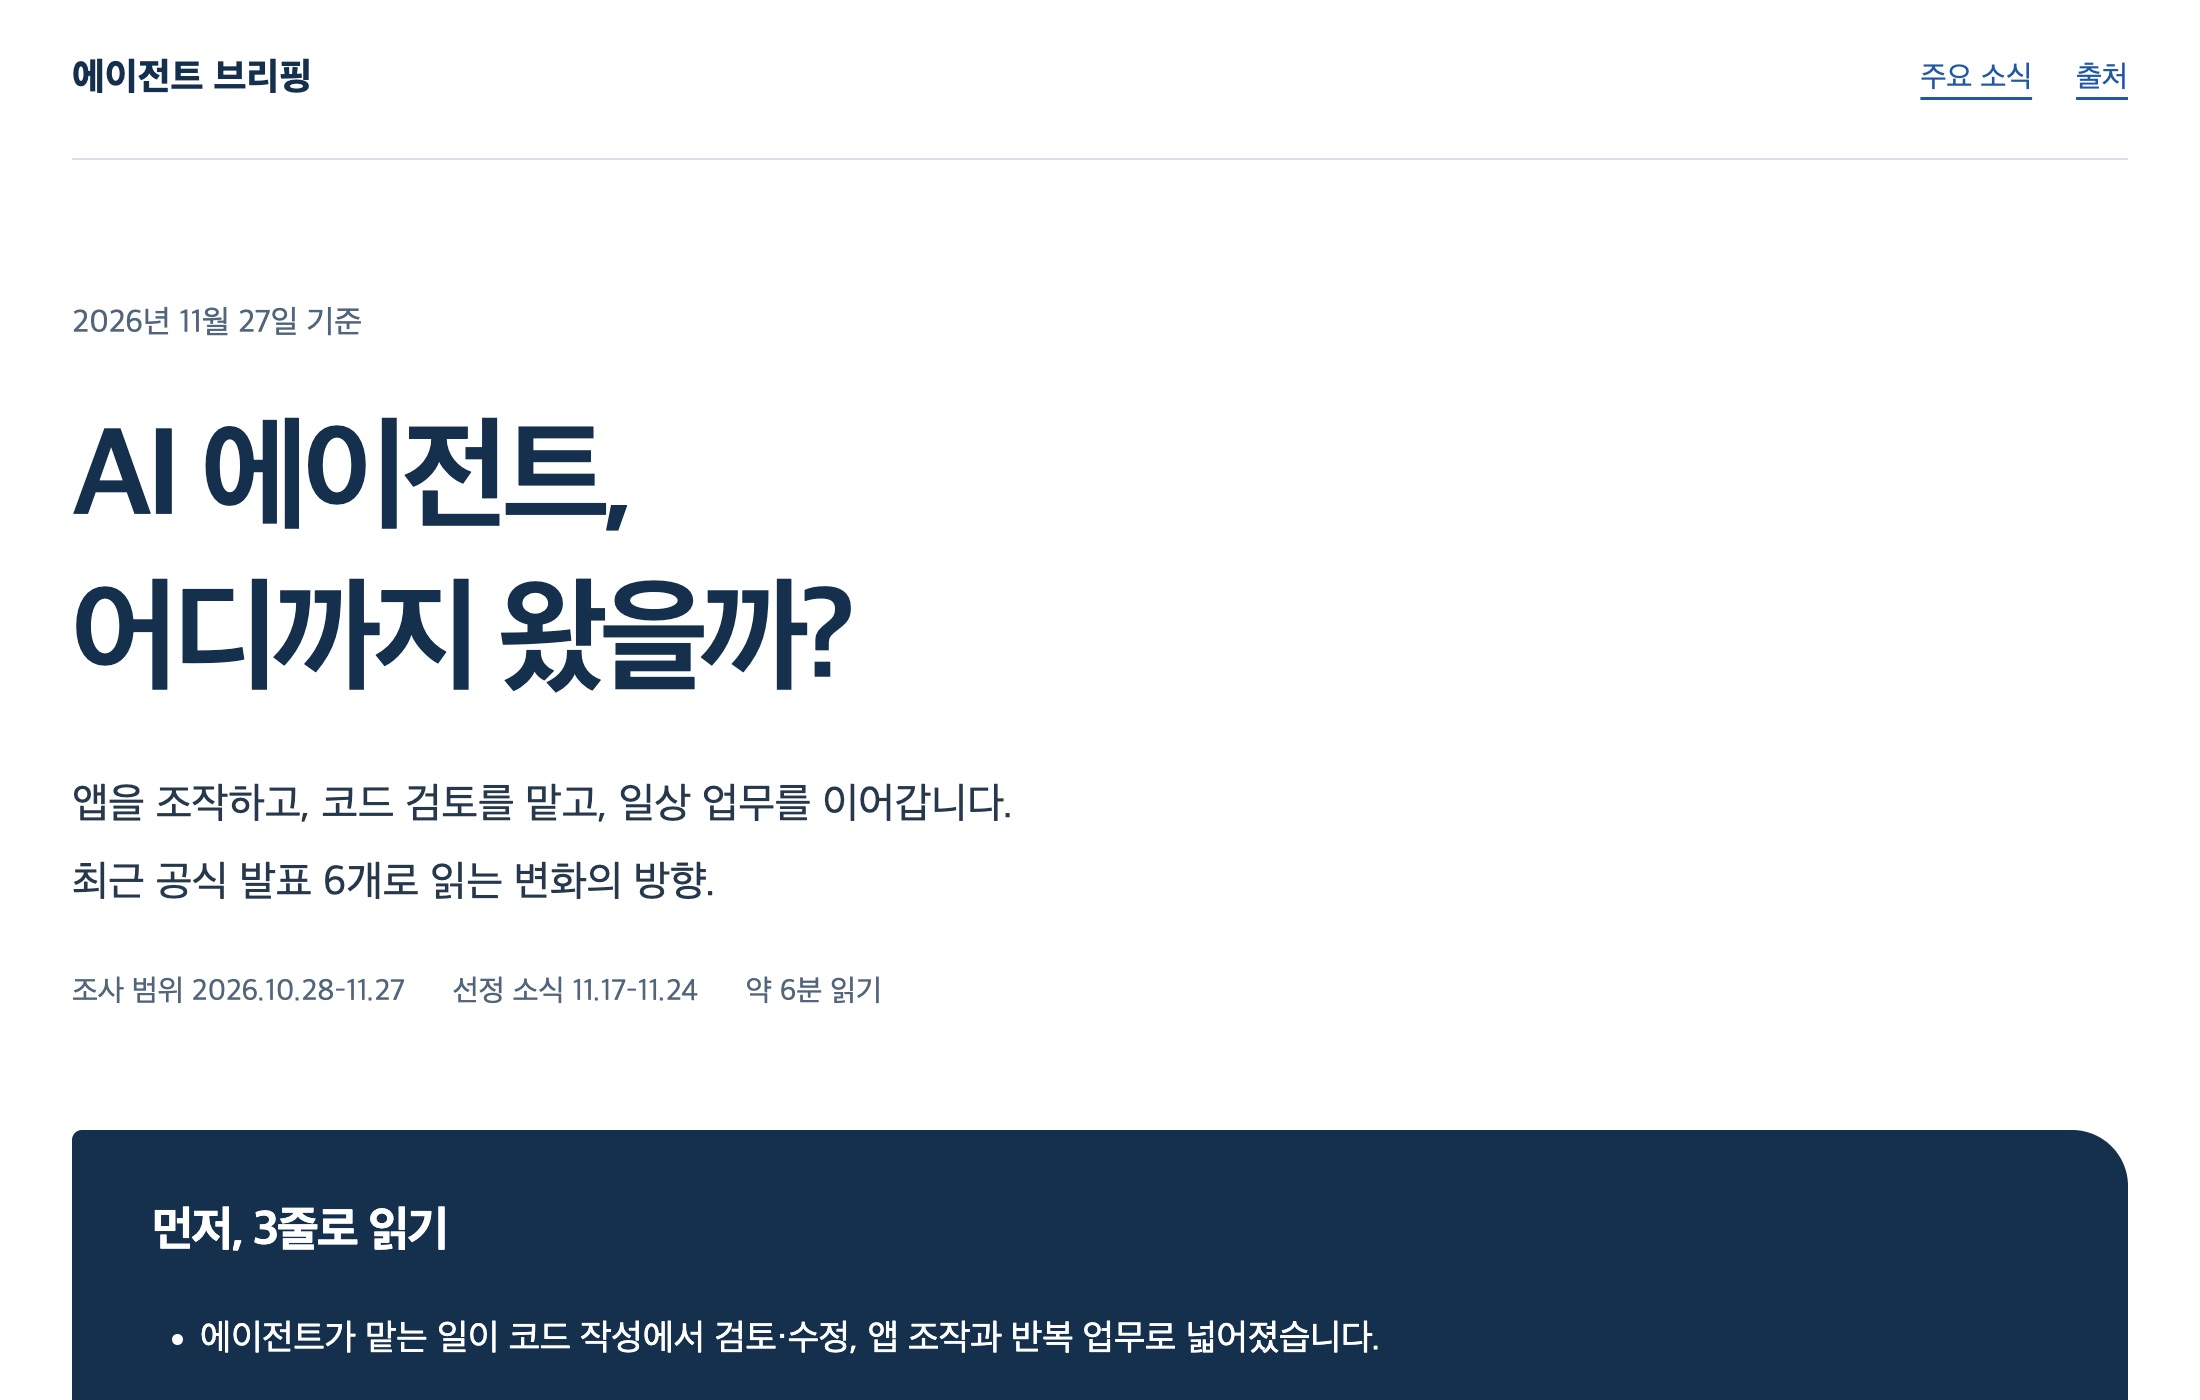 에이전트 브리핑
주요 소식 출처
2026년 11월 27일 기준
AI 에이전트,
어디까지 왔을까?
앱을 조작하고, 코드 검토를 맡고, 일상 업무를 이어갑니다.
최근 공식 발표 6개로 읽는 변화의 방향.
조사 범위 2026.10.28-11.27 선정 소식 11.17-11.24 약 6분 읽기
먼저, 3줄로 읽기
• 에이전트가 맡는 일이 코드 작성에서 검토·수정, 앱 조작과 반복 업무로 넓어졌습니다.